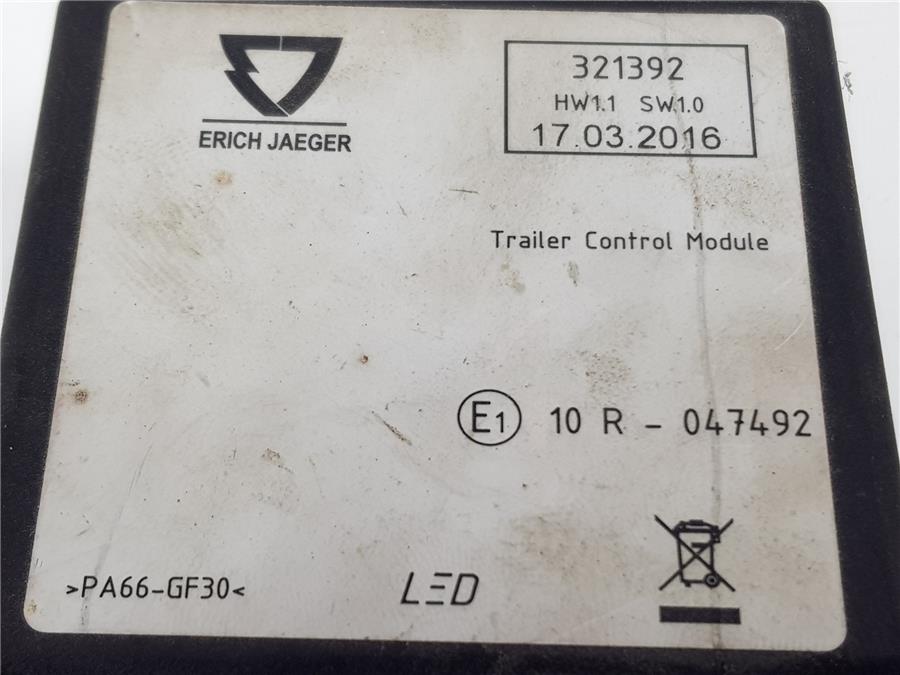 ERICH JAEGER
321392
HW1.1 SW1.0
17.03.2016
Trailer Control Module
E1 10 R - 047492
>PA66-GF30<
LED